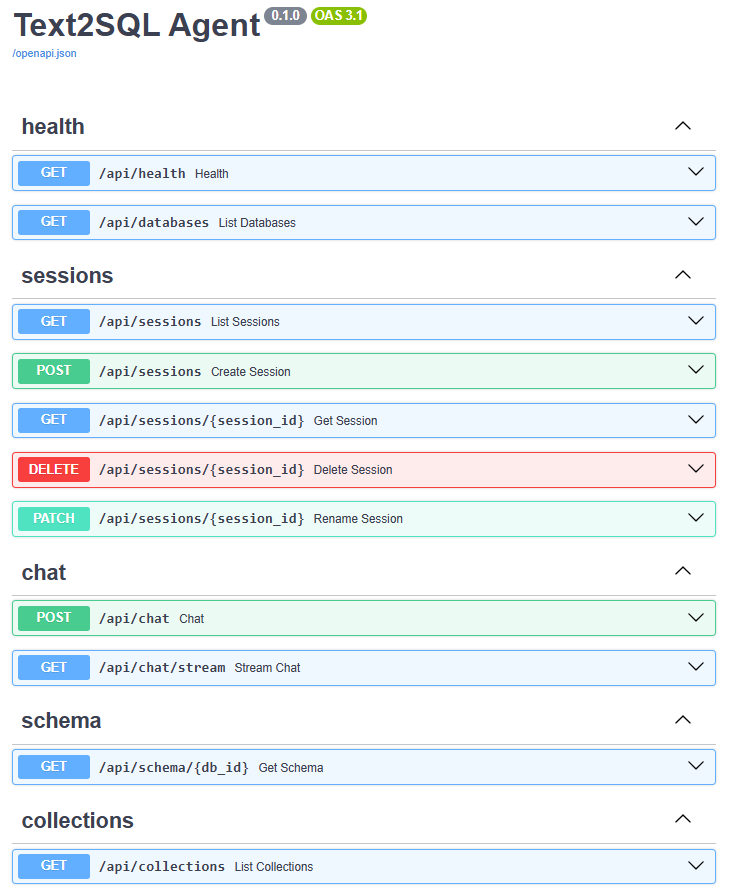 Text2SQL Agent 0.1.0 OAS 3.1
/openapi.json
health
GET /api/health Health
GET /api/databases List Databases
sessions
GET /api/sessions List Sessions
POST /api/sessions Create Session
GET /api/sessions/{session_id} Get Session
DELETE /api/sessions/{session_id} Delete Session
PATCH /api/sessions/{session_id} Rename Session
chat
POST /api/chat Chat
GET /api/chat/stream Stream Chat
schema
GET /api/schema/{db_id} Get Schema
collections
GET /api/collections List Collections